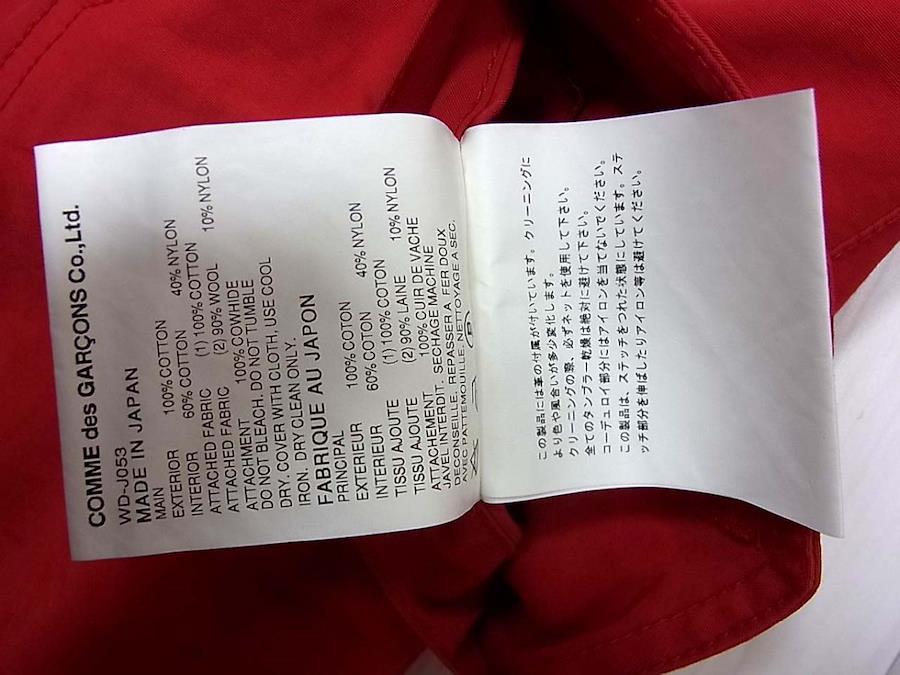 COMME des GARÇONS Co.,Ltd.
WD-J053
MADE IN JAPAN
MAIN 100% COTTON
EXTERIOR 60% COTTON 40% NYLON
INTERIOR (1) 100% COTTON
ATTACHED FABRIC (2) 90% WOOL 10% NYLON
ATTACHED FABRIC 100% COWHIDE
ATTACHMENT
DO NOT BLEACH. DO NOT TUMBLE
DRY. COVER WITH CLOTH. USE COOL
IRON. DRY CLEAN ONLY.
FABRIQUE AU JAPON
PRINCIPAL 100% COTTON
EXTERIEUR 60% COTTON 40% NYLON
INTERIEUR (1) 100% COTON
TISSU AJOUTE (2) 90% LAINE 10% NYLON
TISSU AJOUTE 100% CUIR DE VACHE
ATTACHEMENT
JAVEL INTERDIT. SECHAGE MACHINE
DECONSEILLE. REPASSER A FER DOUX
AVEC PATTEMOUILLE. NETTOYAGE A SEC.
この製品には革の付属が付いています。クリーニングに
より色や風合いが多少変化します。
クリーニングの際、必ずネットを使用して下さい。
全てのタンブラー乾燥は絶対に避けて下さい。
コーデュロイ部分にはアイロンを当てないでください。
この製品は、ステッチをつれた状態にしています。ステ
ッチ部分を伸ばしたりアイロン等は避けてください。